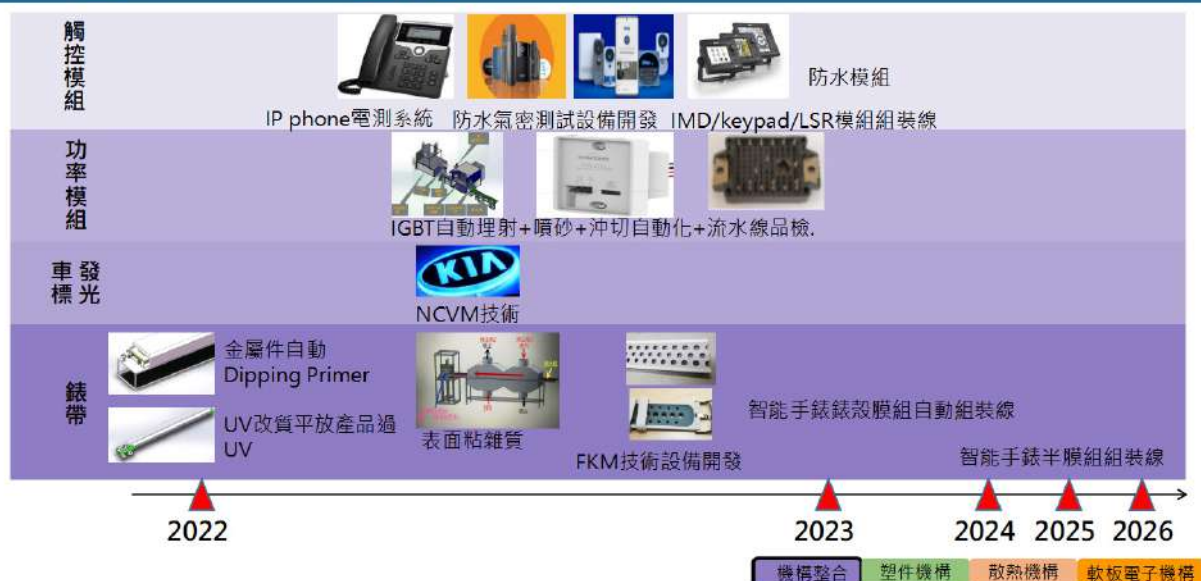 觸控模組
IP phone電測系統
防水氣密測試設備開發
IMD/keypad/LSR模組組裝線
防水模組
功率模組
IGBT自動埋射+噴砂+沖切自動化+流水線品檢.
發光車標
KIA
NCVM技術
錶帶
金屬件自動
Dipping Primer
UV改質平放產品過
UV
表面粘雜質
FKM技術設備開發
智能手錶錶殼膜組自動組裝線
智能手錶半膜組組裝線
2022
2023
2024
2025
2026
機構整合
塑件機構
散熱機構
軟板電子機構